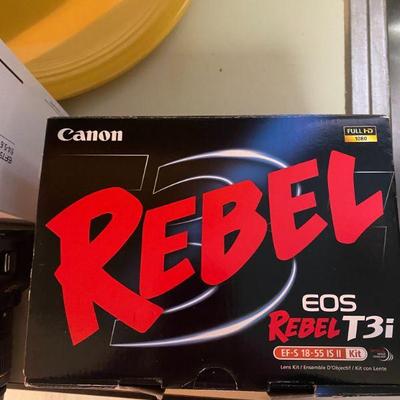 Canon
FULL HD
1080
REBEL
EOS
REBEL T3i
EF-S 18-55 IS II Kit
Lens Kit / Ensemble D'Objectif / Kit con Lente